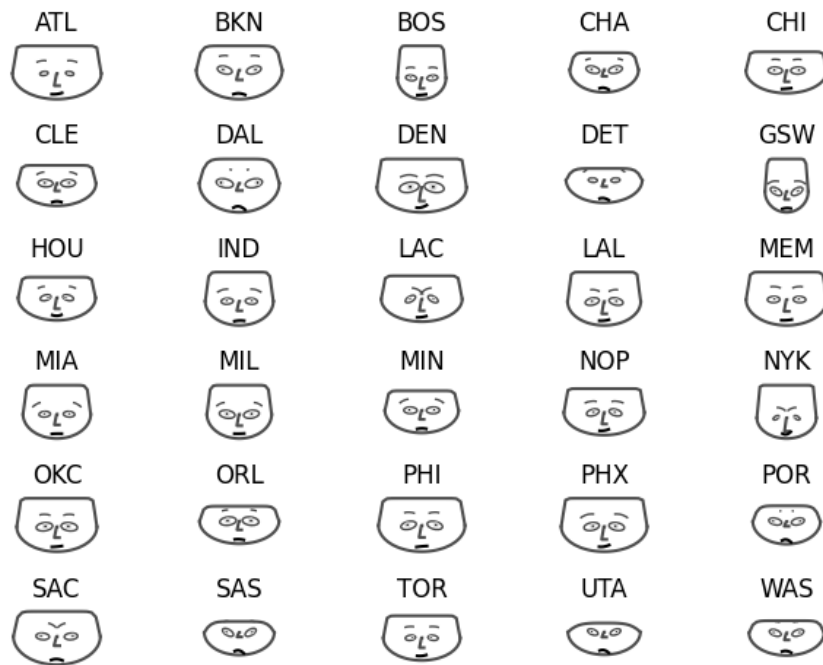 ATL BKN BOS CHA CHI
CLE DAL DEN DET GSW
HOU IND LAC LAL MEM
MIA MIL MIN NOP NYK
OKC ORL PHI PHX POR
SAC SAS TOR UTA WAS